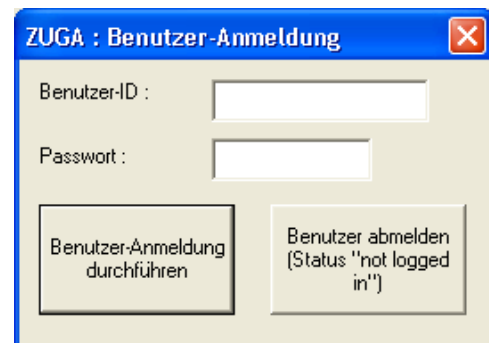 ZUGA : Benutzer-Anmeldung
Benutzer-ID :
Passwort :
Benutzer-Anmeldung
durchführen
Benutzer abmelden
(Status "not logged
in")